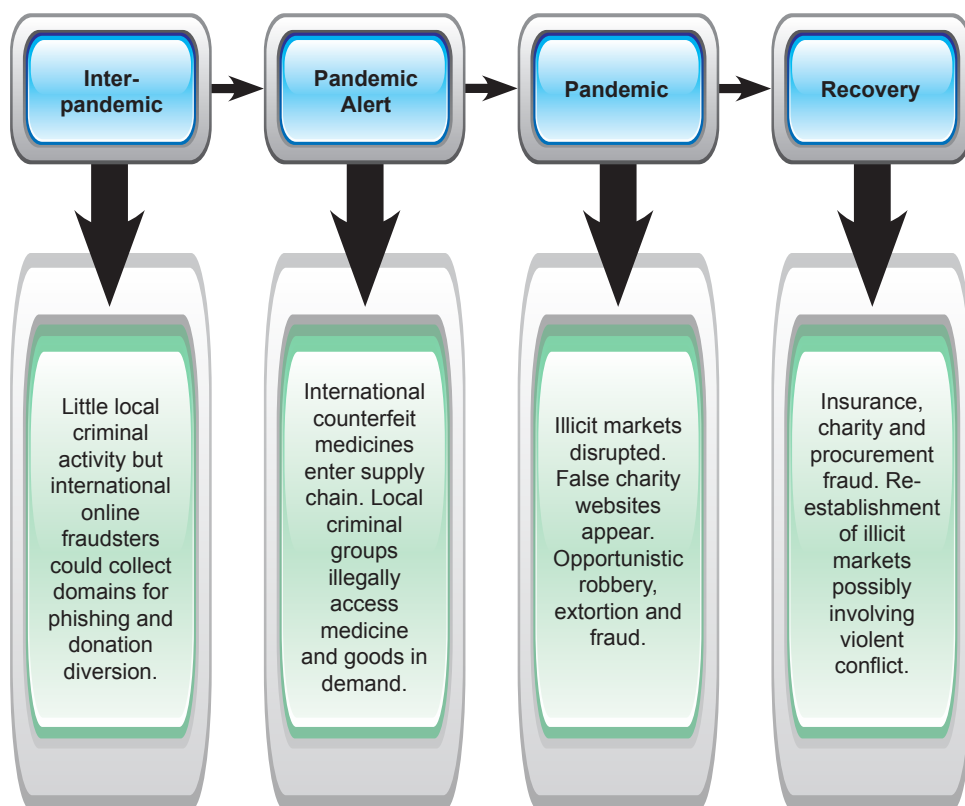 Inter-
pandemic
Pandemic
Alert
Pandemic
Recovery
Little local
criminal
activity but
international
online
fraudsters
could collect
domains for
phishing and
donation
diversion.
International
counterfeit
medicines
enter supply
chain. Local
criminal
groups
illegally
access
medicine
and goods in
demand.
Illicit markets
disrupted.
False charity
websites
appear.
Opportunistic
robbery,
extortion and
fraud.
Insurance,
charity and
procurement
fraud. Re-
establishment
of illicit
markets
possibly
involving
violent
conflict.